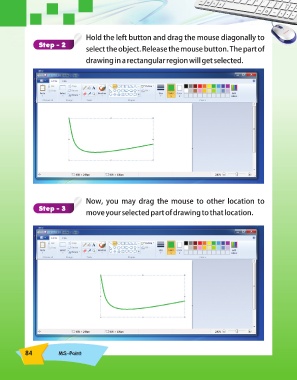 Step - 2
Hold the left button and drag the mouse diagonally to
select the object. Release the mouse button. The part of
drawing in a rectangular region will get selected.
Step - 3
Now, you may drag the mouse to other location to
move your selected part of drawing to that location.
84 MS-Paint